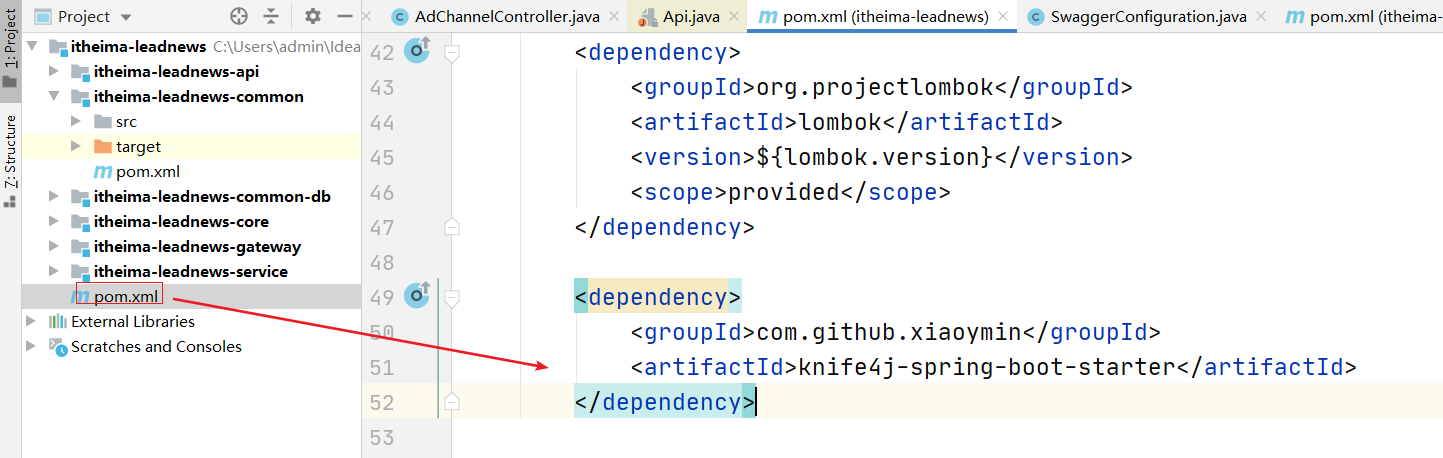 1: Project
Z: Structure
Project
AdChannelController.java
Api.java
pom.xml (itheima-leadnews)
SwaggerConfiguration.java
pom.xml (itheima-
itheima-leadnews C:\Users\admin\Idea
itheima-leadnews-api
itheima-leadnews-common
src
target
pom.xml
itheima-leadnews-common-db
itheima-leadnews-core
itheima-leadnews-gateway
itheima-leadnews-service
pom.xml
External Libraries
Scratches and Consoles
42 <dependency>
43 <groupId>org.projectlombok</groupId>
44 <artifactId>lombok</artifactId>
45 <version>${lombok.version}</version>
46 <scope>provided</scope>
47 </dependency>
48
49 <dependency>
50 <groupId>com.github.xiaoymin</groupId>
51 <artifactId>knife4j-spring-boot-starter</artifactId>
52 </dependency>
53